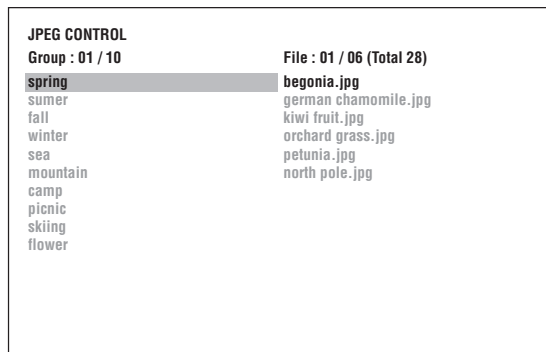 JPEG CONTROL
Group : 01 / 10
File : 01 / 06 (Total 28)
spring
begonia.jpg
sumer
german chamomile.jpg
fall
kiwi fruit.jpg
winter
orchard grass.jpg
sea
petunia.jpg
mountain
north pole.jpg
camp
picnic
skiing
flower